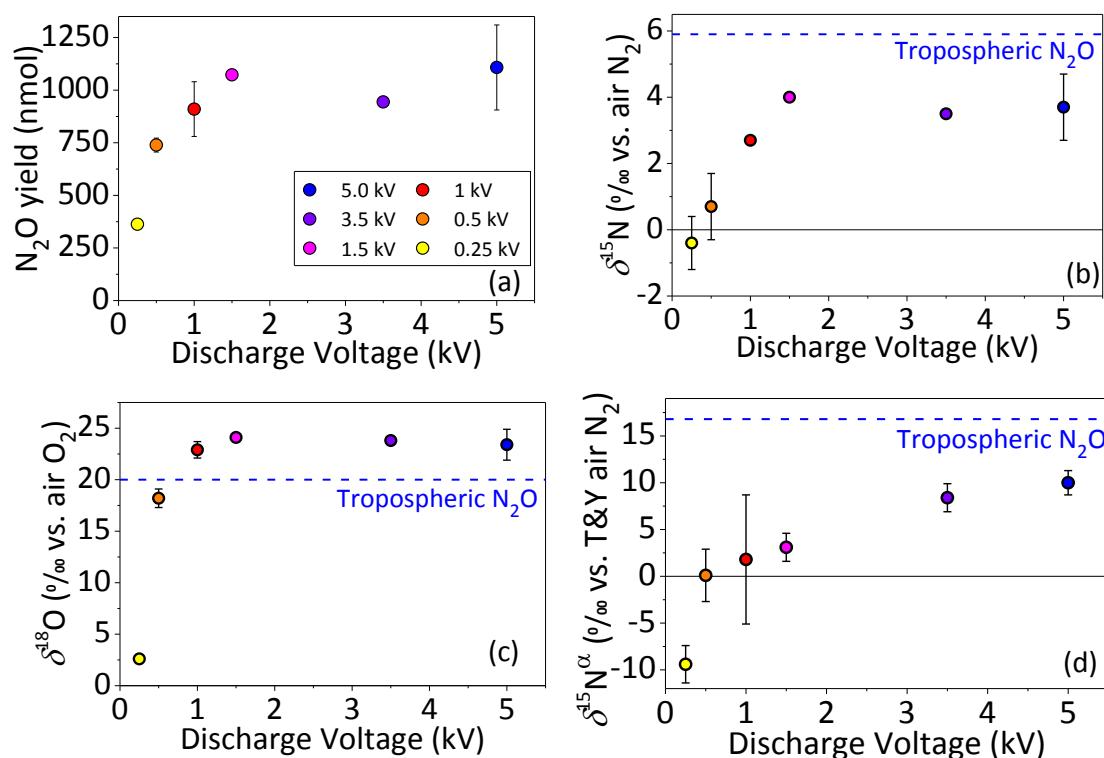 N₂O yield (nmol)
1250
1000
750
500
250
0
5.0 kV
1 kV
3.5 kV
0.5 kV
1.5 kV
0.25 kV
(a)
0 1 2 3 4 5
Discharge Voltage (kV)
δ¹⁵N (‰ vs. air N₂)
6
4
2
0
-2
Tropospheric N₂O
(b)
0 1 2 3 4 5
Discharge Voltage (kV)
δ¹⁸O (‰ vs. air O₂)
25
20
15
10
5
0
Tropospheric N₂O
(c)
0 1 2 3 4 5
Discharge Voltage (kV)
δ¹⁵Nᵅ (‰ vs. T&Y air N₂)
15
10
5
0
-5
-10
Tropospheric N₂O
(d)
0 1 2 3 4 5
Discharge Voltage (kV)